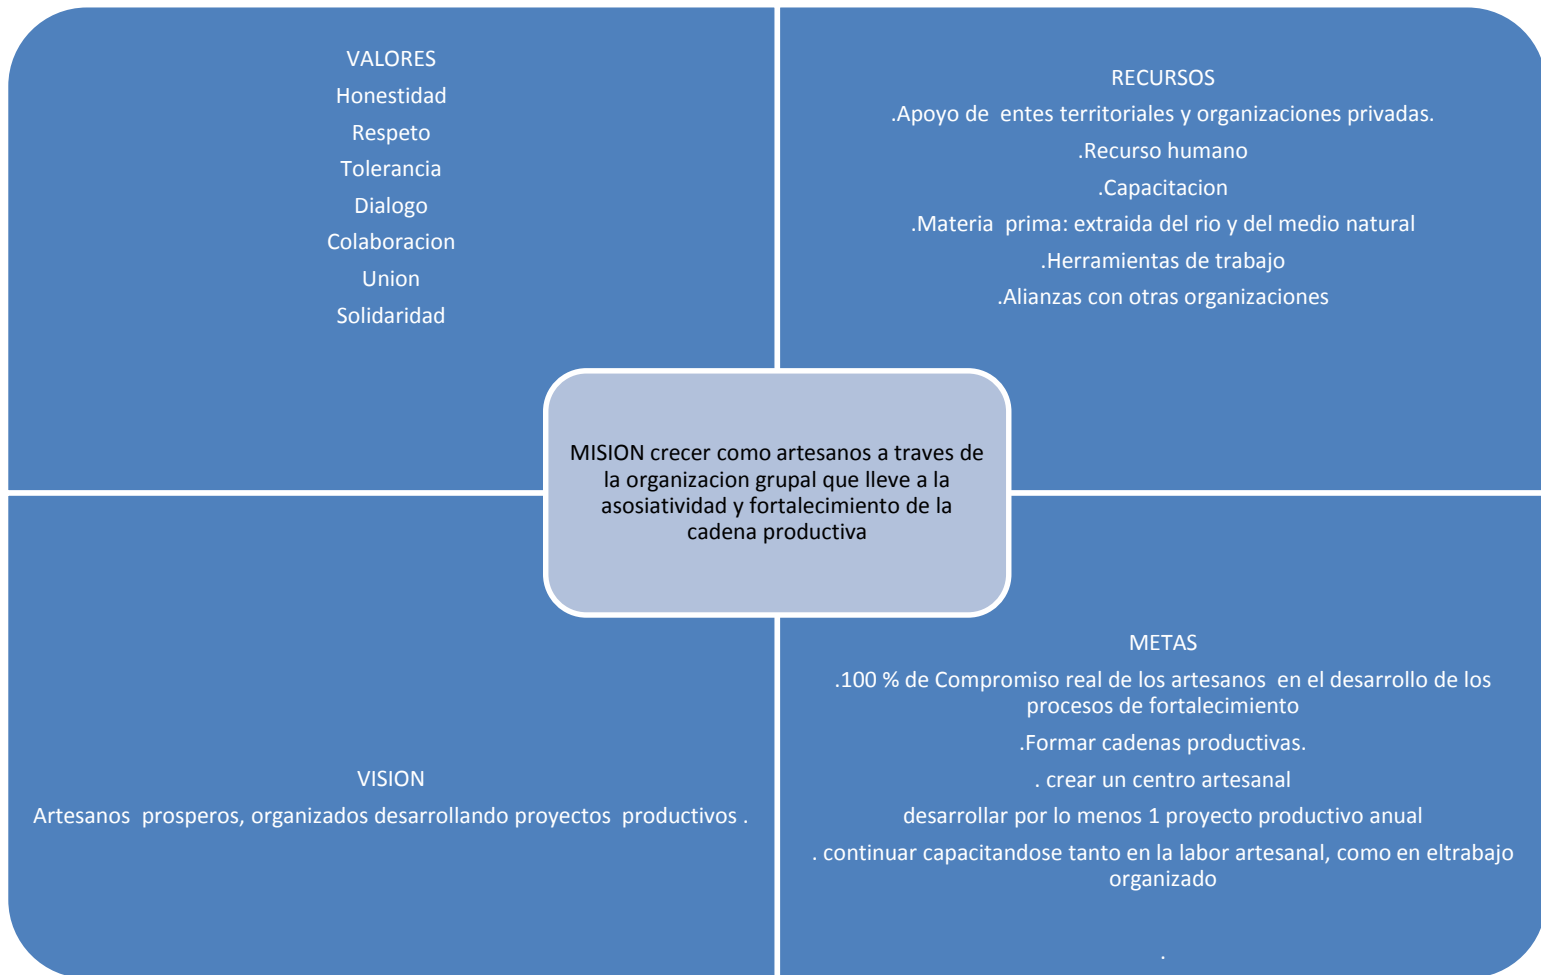 VALORES
Honestidad
Respeto
Tolerancia
Dialogo
Colaboracion
Union
Solidaridad
RECURSOS
.Apoyo de  entes territoriales y organizaciones privadas.
.Recurso humano
.Capacitacion
.Materia  prima: extraida del rio y del medio natural
.Herramientas de trabajo
.Alianzas con otras organizaciones
MISION crecer como artesanos a traves de
la organizacion grupal que lleve a la
asosiatividad y fortalecimiento de la
cadena productiva
VISION
Artesanos  prosperos, organizados desarrollando proyectos  productivos .
METAS
.100 % de Compromiso real de los artesanos  en el desarrollo de los
procesos de fortalecimiento
.Formar cadenas productivas.
. crear un centro artesanal
desarrollar por lo menos 1 proyecto productivo anual
. continuar capacitandose tanto en la labor artesanal, como en eltrabajo
organizado
.